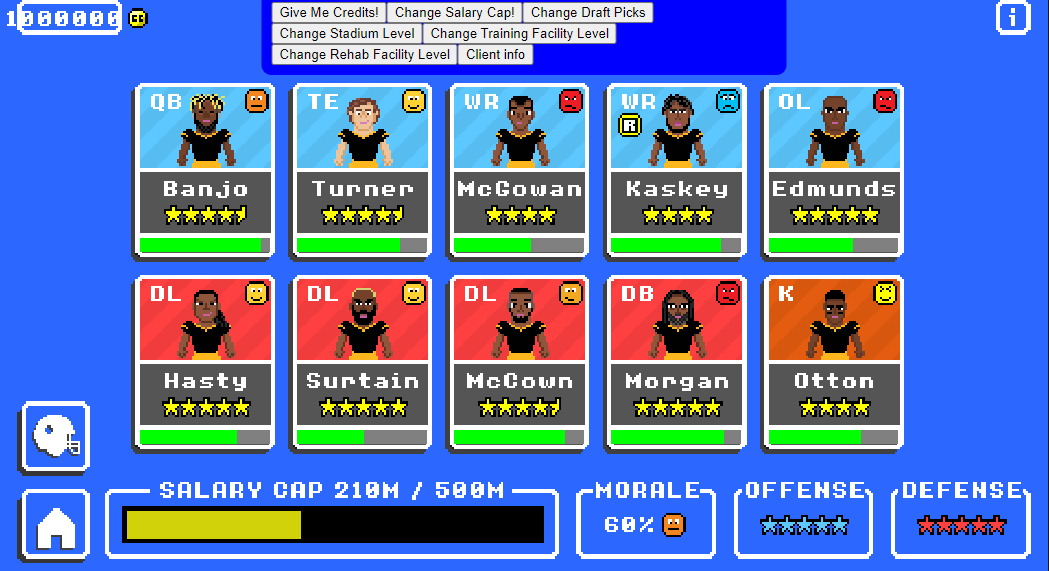 1000000 CC
Give Me Credits! Change Salary Cap! Change Draft Picks
Change Stadium Level Change Training Facility Level
Change Rehab Facility Level Client info
i
QB TE WR WR OL
R
Banjo Turner McGowan Kaskey Edmunds
DL DL DL DB K
Hasty Surtain McCown Morgan Otton
SALARY CAP 210M / 500M MORALE OFFENSE DEFENSE
60%